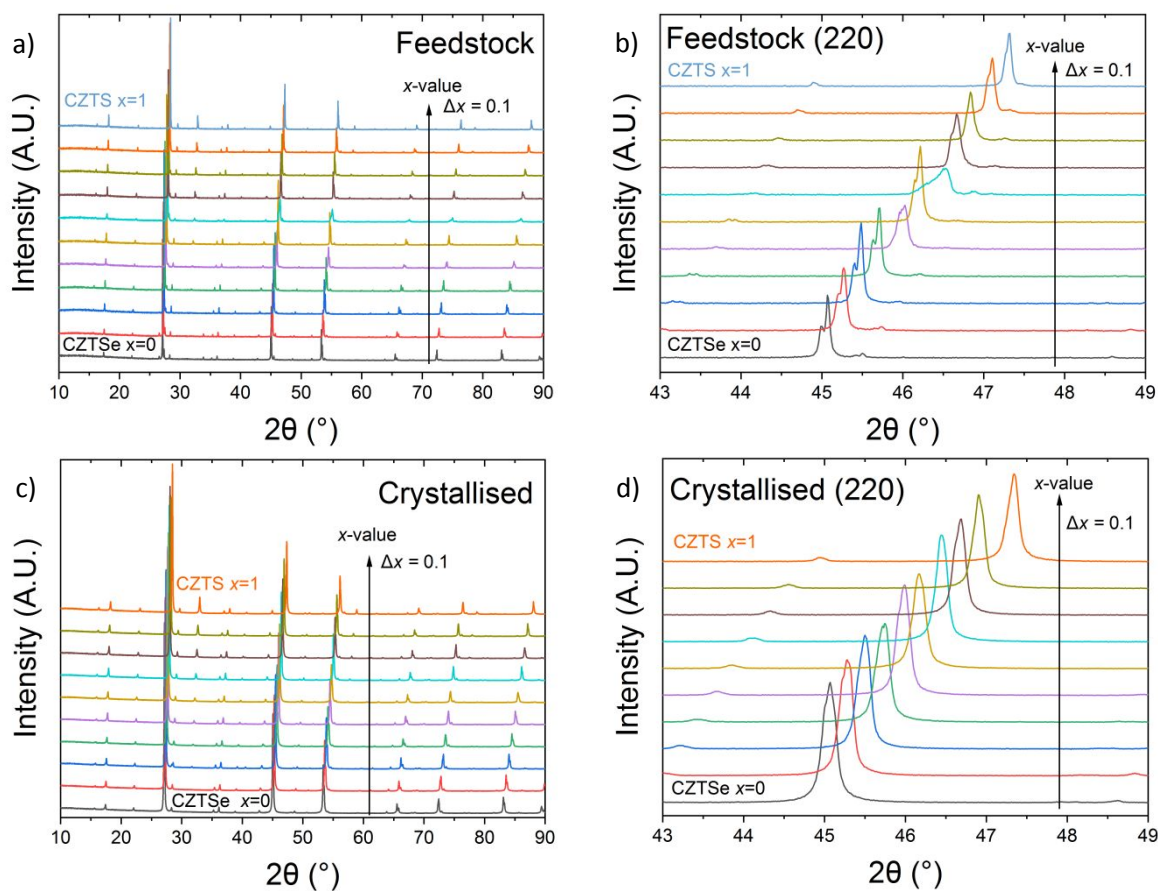 a)
Feedstock
CZTS x=1
x-value
Δx = 0.1
CZTSe x=0
Intensity (A.U.)
10 20 30 40 50 60 70 80 90
2θ (°)
b)
Feedstock (220)
CZTS x=1
x-value
Δx = 0.1
CZTSe x=0
Intensity (A.U.)
43 44 45 46 47 48 49
2θ (°)
c)
Crystallised
CZTS x=1
x-value
Δx = 0.1
CZTSe x=0
Intensity (A.U.)
10 20 30 40 50 60 70 80 90
2θ (°)
d)
Crystallised (220)
CZTS x=1
x-value
Δx = 0.1
CZTSe x=0
Intensity (A.U.)
43 44 45 46 47 48 49
2θ (°)